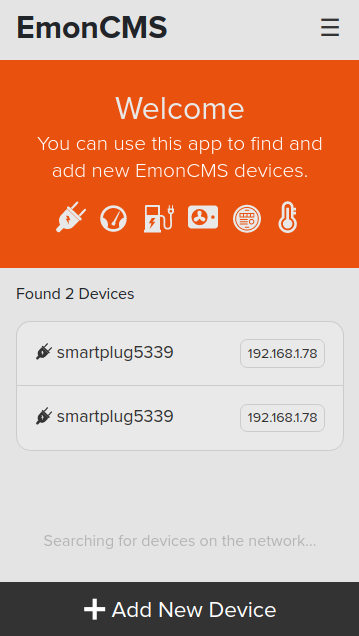 EmonCMS
Welcome
You can use this app to find and
add new EmonCMS devices.
Found 2 Devices
smartplug5339 192.168.1.78
smartplug5339 192.168.1.78
Searching for devices on the network...
Add New Device